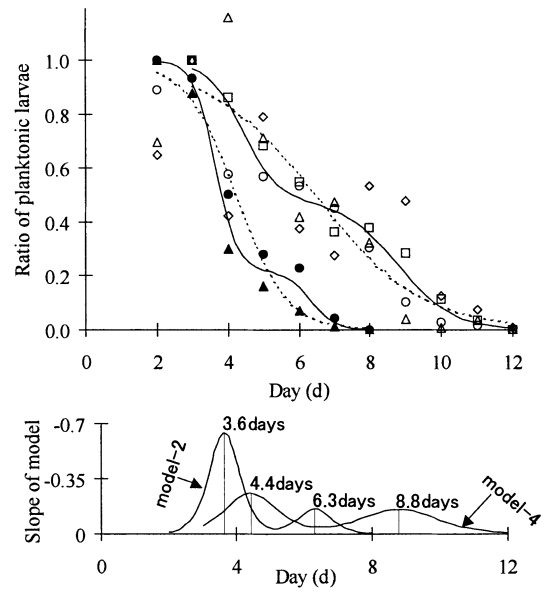 Ratio of planktonic larvae
1.0
0.8
0.6
0.4
0.2
0.0
0 2 4 6 8 10 12
Day (d)
Slope of model
-0.7
-0.35
0
model-2
3.6days
4.4days
6.3days
8.8days
model-4
0 4 8 12
Day (d)